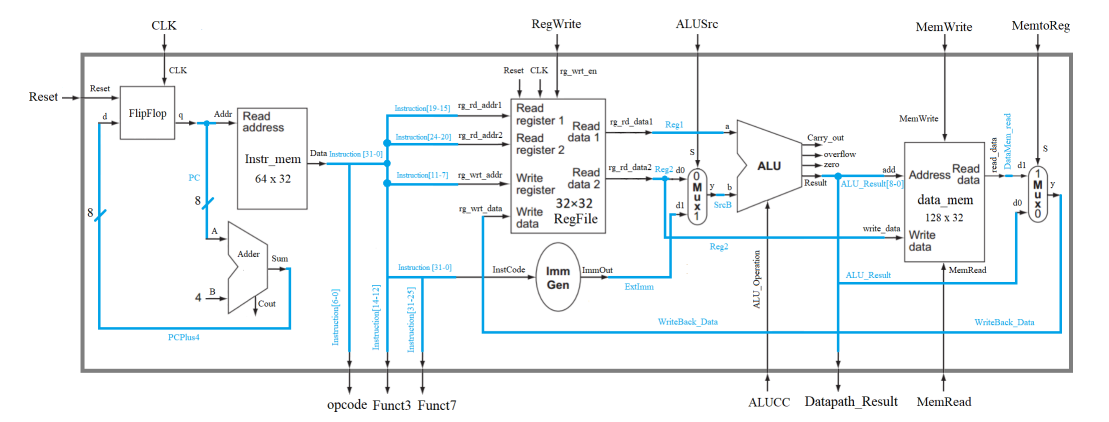 CLK
RegWrite
ALUSrc
MemWrite
MemtoReg
CLK
Reset
Reset
d
FlipFlop
q
Addr
Read
address
Instr_mem
64 x 32
Data
Instruction [31-0]
PC
8
8
A
Adder
Sum
4
B
Cout
PCPlus4
Instruction[19-15]
Instruction[24-20]
Instruction[11-7]
Instruction [31-0]
Instruction[6-0]
Instruction[14-12]
Instruction[31-25]
Reset
CLK
rg_wrt_en
rg_rd_addr1
rg_rd_addr2
rg_wrt_addr
rg_wrt_data
Read
register 1
Read
register 2
Write
register
Write
data
Read
data 1
Read
data 2
32×32
RegFile
rg_rd_data1
rg_rd_data2
Reg1
Reg2
InstCode
Imm
Gen
ImmOut
ExtImm
S
d0
d1
0
Mux
1
y
SrcB
a
b
ALU
Carry_out
overflow
zero
Result
ALU_Operation
Reg2
ALU_Result[8-0]
ALU_Result
MemWrite
add
write_data
Address
Read
data
data_mem
128 x 32
Write
data
MemRead
read_data
DataMem_read
S
d1
d0
1
Mux
0
y
WriteBack_Data
WriteBack_Data
opcode
Funct3
Funct7
ALUCC
Datapath_Result
MemRead